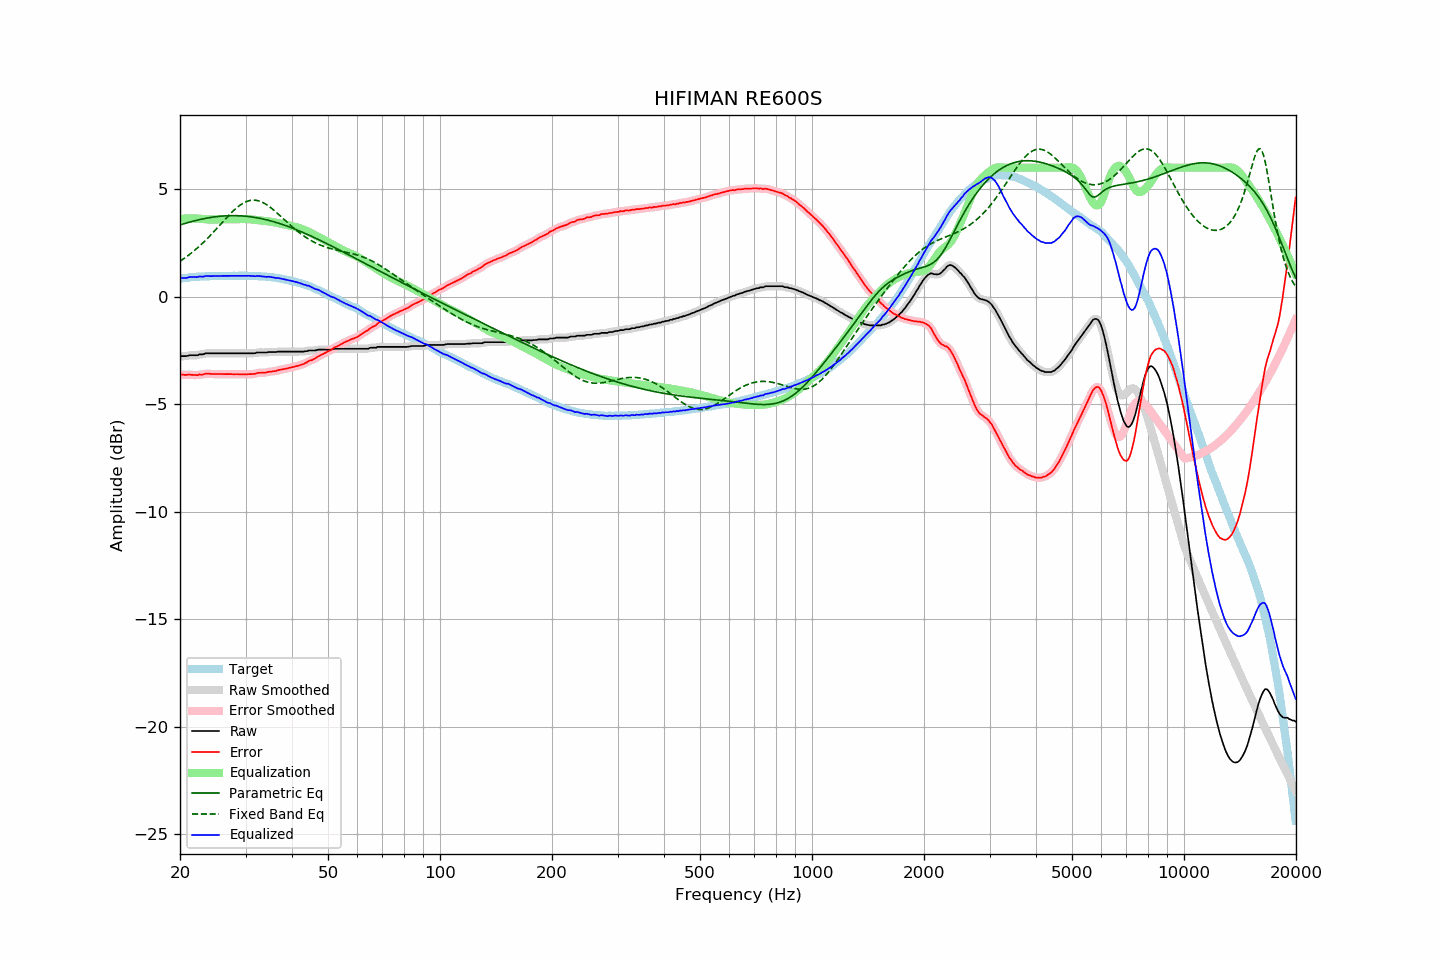 HIFIMAN RE600S
Amplitude (dBr)
5
0
−5
−10
−15
−20
−25
Target
Raw Smoothed
Error Smoothed
Raw
Error
Equalization
Parametric Eq
Fixed Band Eq
Equalized
20 50 100 200 500 1000 2000 5000 10000 20000
Frequency (Hz)